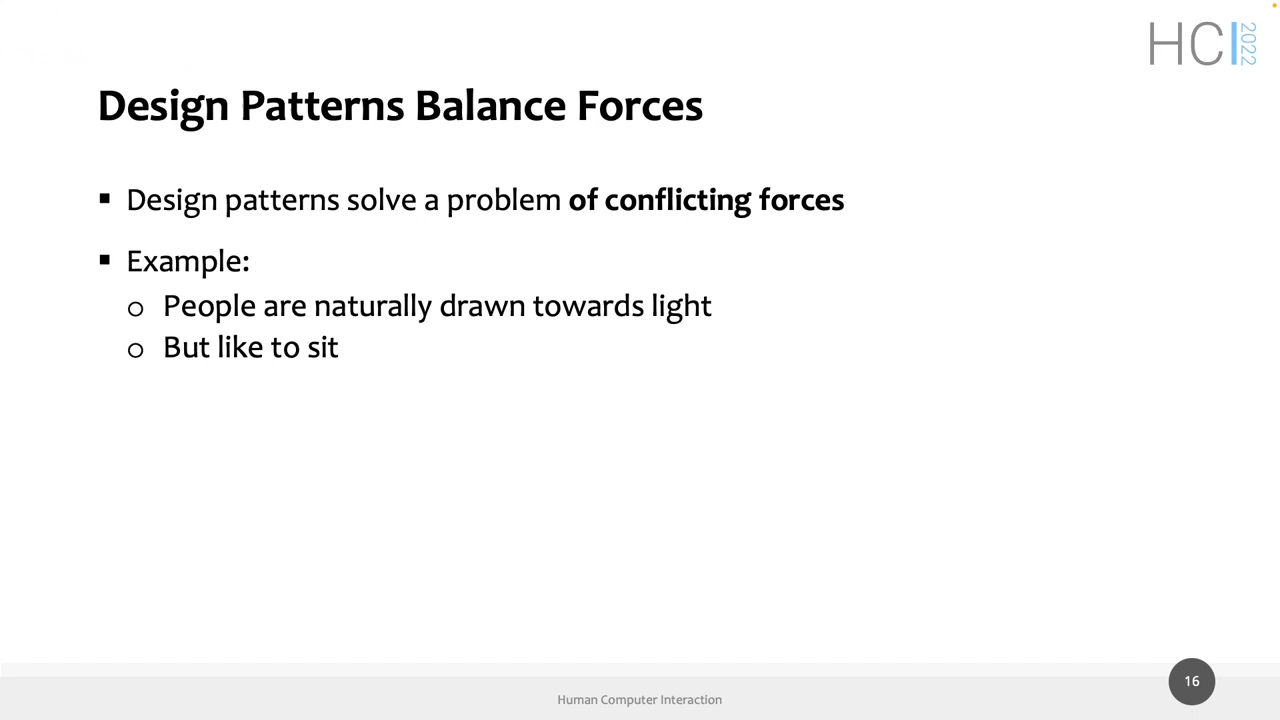 HCI 2022
Design Patterns Balance Forces
▪ Design patterns solve a problem of conflicting forces
▪ Example:
o People are naturally drawn towards light
o But like to sit
16
Human Computer Interaction